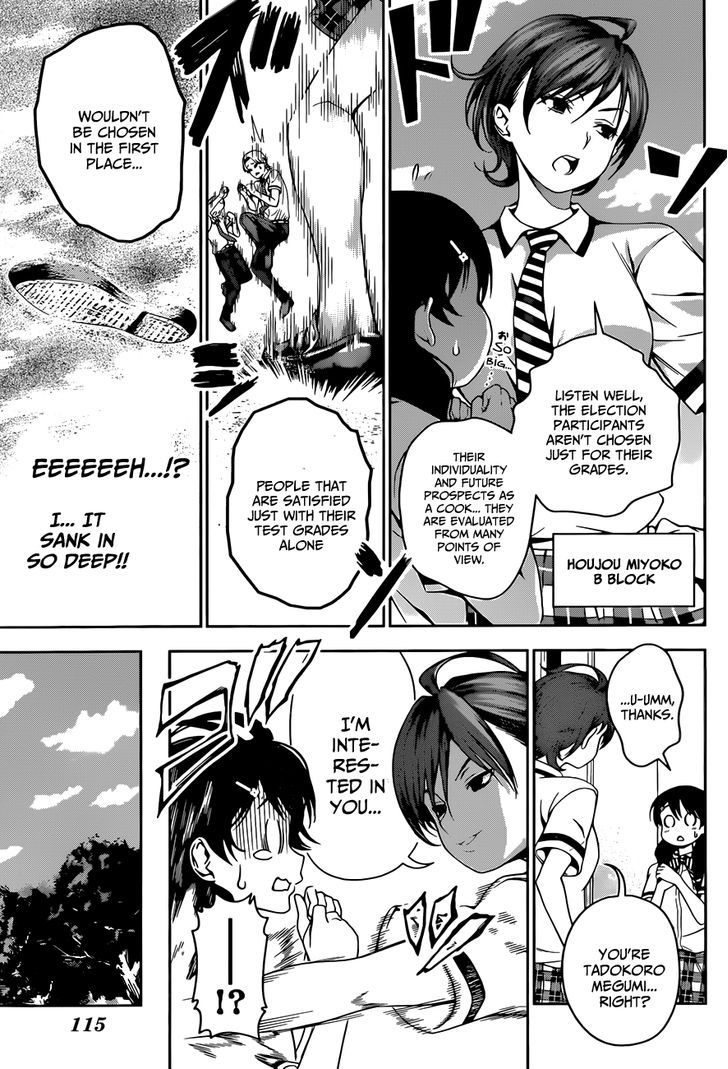 LISTEN WELL,
THE ELECTION
PARTICIPANTS
AREN'T CHOSEN
JUST FOR THEIR
GRADES.
お
SO
BIG...
THEIR
INDIVIDUALITY
AND FUTURE
PROSPECTS AS
A COOK... THEY
ARE EVALUATED
FROM MANY
POINTS OF
VIEW.
HOUJOU MIYOKO
B BLOCK
PEOPLE THAT
ARE SATISFIED
JUST WITH THEIR
TEST GRADES
ALONE
WOULDN'T
BE CHOSEN
IN THE FIRST
PLACE...
EEEEEEH...!?
I... IT
SANK IN
SO DEEP!!
...U-UMM,
THANKS.
YOU'RE
TADOKORO
MEGUMI...
RIGHT?
I'M
INTE-
RES-
TED IN
YOU...
—!?
115